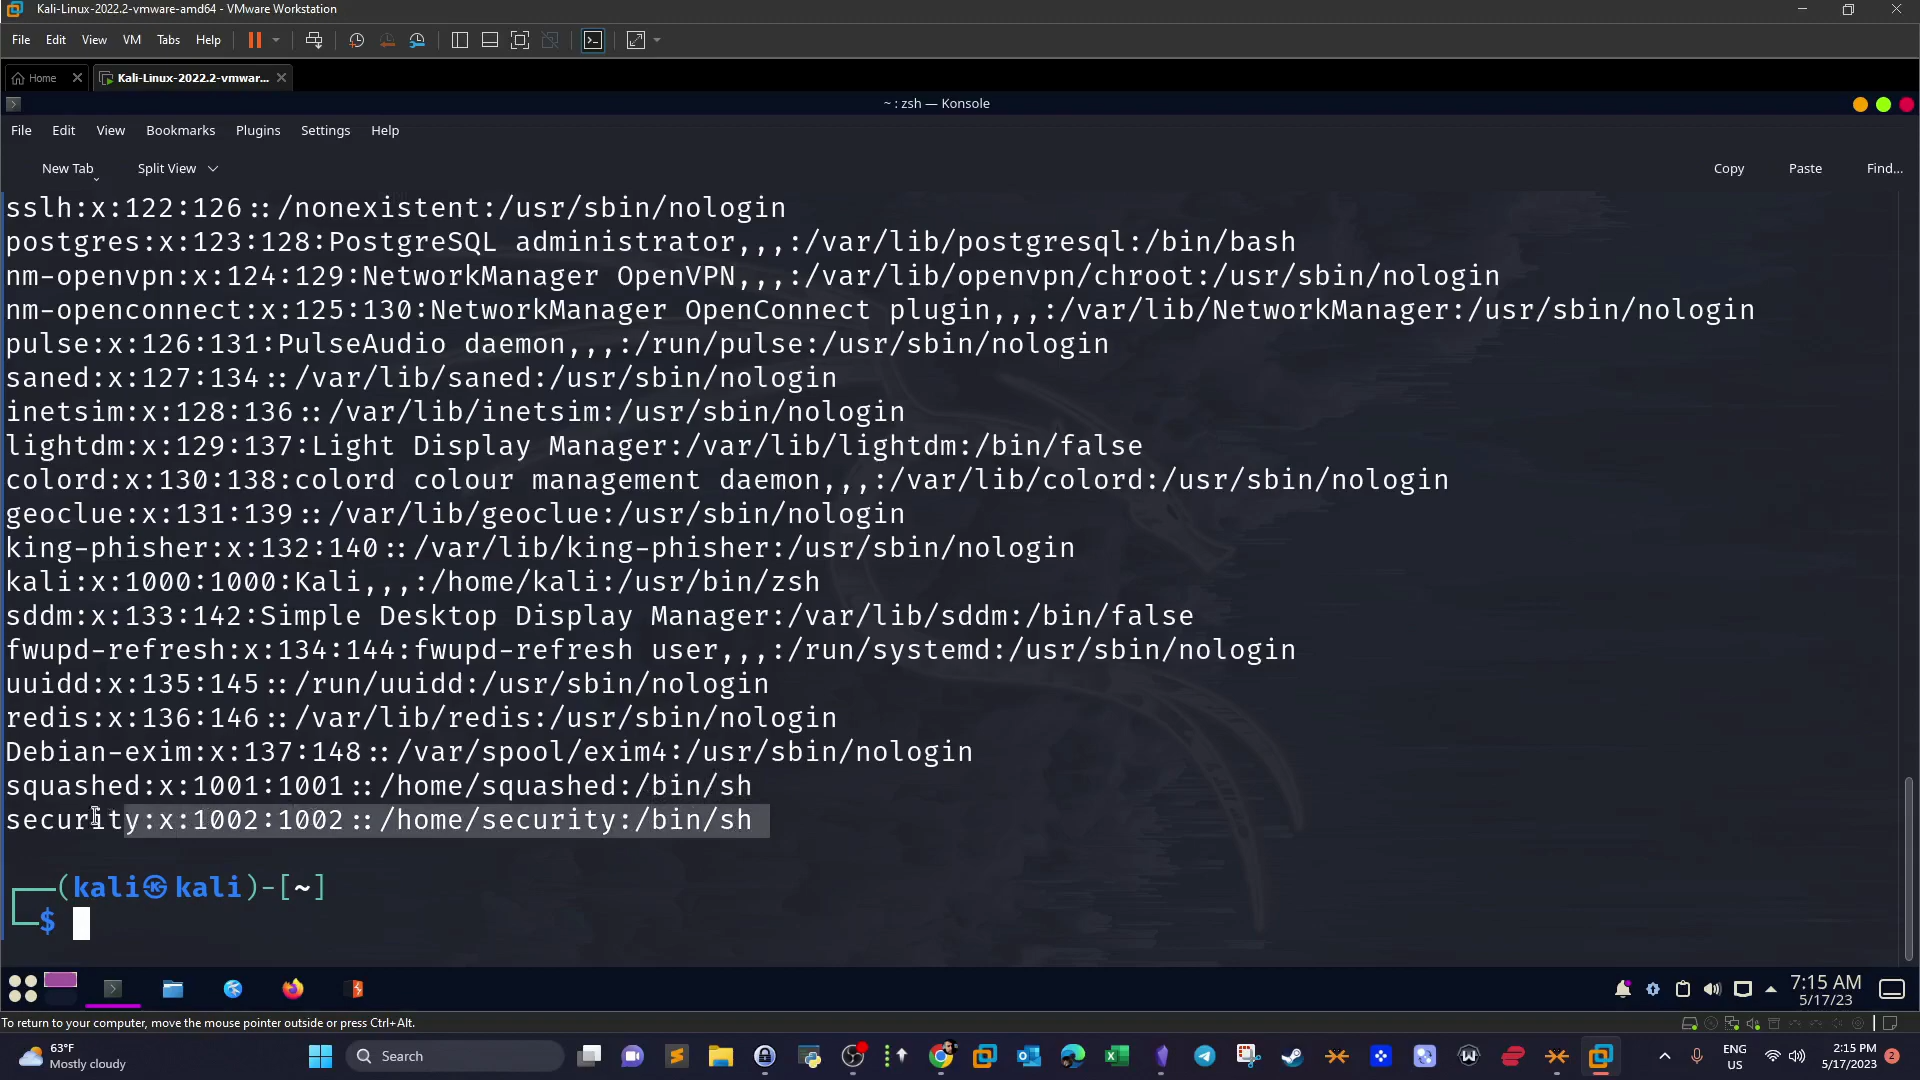 Kali-Linux-2022.2-vmware-amd64 - VMware Workstation
File Edit View VM Tabs Help
Home Kali-Linux-2022.2-vmwar...
~ : zsh — Konsole
File Edit View Bookmarks Plugins Settings Help
New Tab Split View Copy Paste Find...
sslh:x:122:126::/nonexistent:/usr/sbin/nologin
postgres:x:123:128:PostgreSQL administrator,,,:/var/lib/postgresql:/bin/bash
nm-openvpn:x:124:129:NetworkManager OpenVPN,,,:/var/lib/openvpn/chroot:/usr/sbin/nologin
nm-openconnect:x:125:130:NetworkManager OpenConnect plugin,,,:/var/lib/NetworkManager:/usr/sbin/nologin
pulse:x:126:131:PulseAudio daemon,,,:/run/pulse:/usr/sbin/nologin
saned:x:127:134::/var/lib/saned:/usr/sbin/nologin
inetsim:x:128:136::/var/lib/inetsim:/usr/sbin/nologin
lightdm:x:129:137:Light Display Manager:/var/lib/lightdm:/bin/false
colord:x:130:138:colord colour management daemon,,,:/var/lib/colord:/usr/sbin/nologin
geoclue:x:131:139::/var/lib/geoclue:/usr/sbin/nologin
king-phisher:x:132:140::/var/lib/king-phisher:/usr/sbin/nologin
kali:x:1000:1000:Kali,,,:/home/kali:/usr/bin/zsh
sddm:x:133:142:Simple Desktop Display Manager:/var/lib/sddm:/bin/false
fwupd-refresh:x:134:144:fwupd-refresh user,,,:/run/systemd:/usr/sbin/nologin
uuidd:x:135:145::/run/uuidd:/usr/sbin/nologin
redis:x:136:146::/var/lib/redis:/usr/sbin/nologin
Debian-exim:x:137:148::/var/spool/exim4:/usr/sbin/nologin
squashed:x:1001:1001::/home/squashed:/bin/sh
security:x:1002:1002::/home/security:/bin/sh
┌──(kali㉿kali)-[~]
└─$
7:15 AM
5/17/23
To return to your computer, move the mouse pointer outside or press Ctrl+Alt.
63°F
Mostly cloudy
Search
ENG
US
2:15 PM
5/17/2023
2